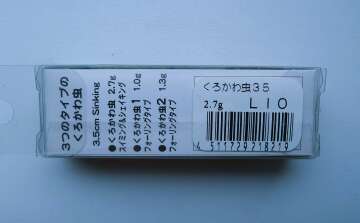 3つのタイプの
くろかわ虫
3.5cm Sinking
●くろかわ虫 2.7g
スイミング&シェイキング
●くろかわ虫1 1.0g
フォーリングタイプ
●くろかわ虫2 1.3g
フォーリングタイプ
くろかわ虫35
2.7g LIO
4511729218219